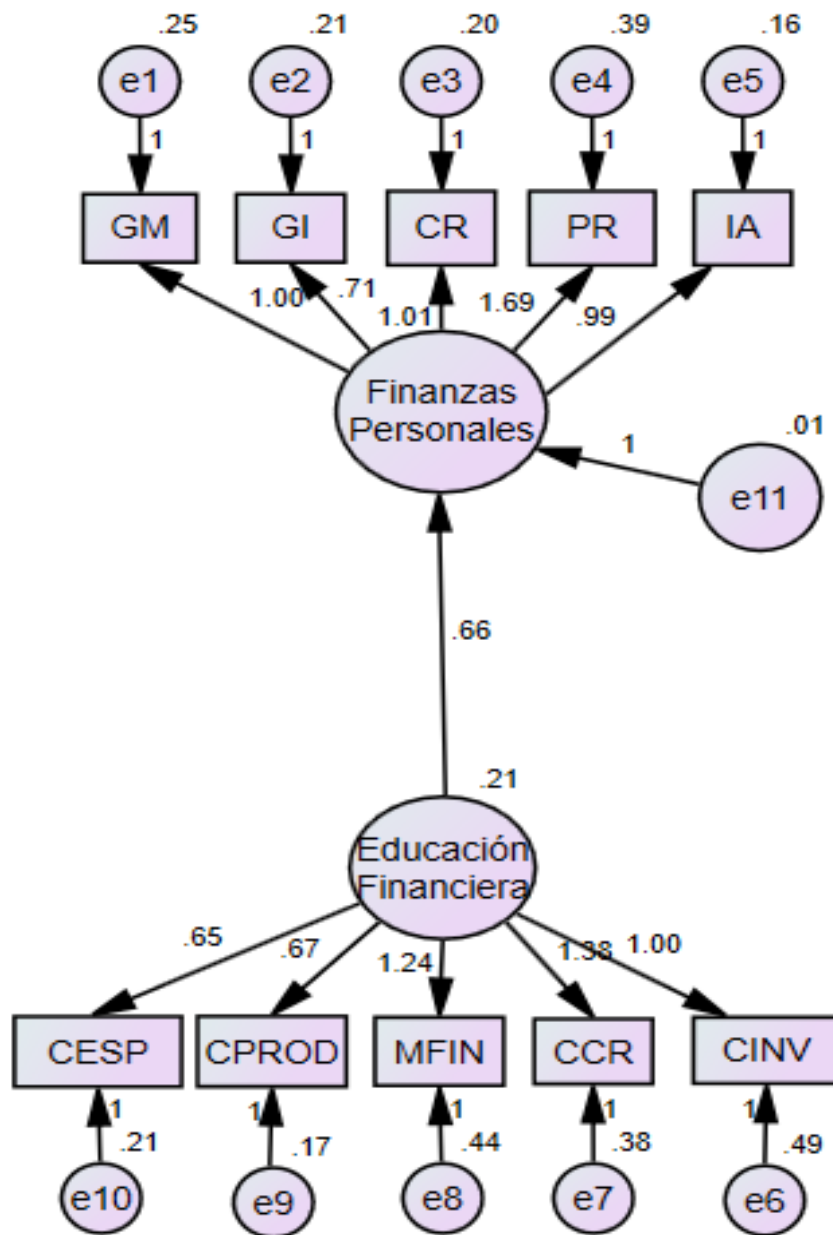 .25 .21 .20 .39 .16
e1 e2 e3 e4 e5
1 1 1 1 1
GM GI CR PR IA
1.00 .71 1.01 1.69 .99
Finanzas
Personales
.01
1
e11
.66
.21
Educación
Financiera
.65 .67 1.24 1.38 1.00
CESP CPROD MFIN CCR CINV
1 1 1 1 1
.21 .17 .44 .38 .49
e10 e9 e8 e7 e6